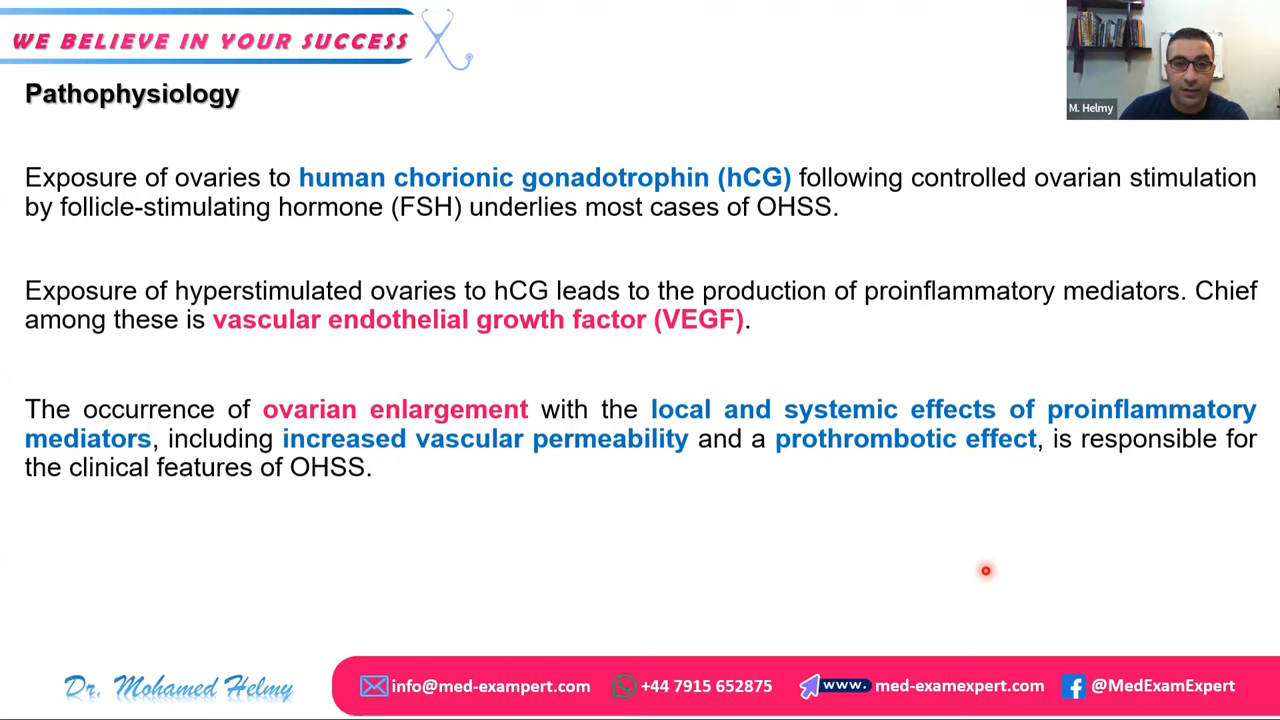 WE BELIEVE IN YOUR SUCCESS
M. Helmy
Pathophysiology
Exposure of ovaries to human chorionic gonadotrophin (hCG) following controlled ovarian stimulation
by follicle-stimulating hormone (FSH) underlies most cases of OHSS.
Exposure of hyperstimulated ovaries to hCG leads to the production of proinflammatory mediators. Chief
among these is vascular endothelial growth factor (VEGF).
The occurrence of ovarian enlargement with the local and systemic effects of proinflammatory
mediators, including increased vascular permeability and a prothrombotic effect, is responsible for
the clinical features of OHSS.
Dr. Mohamed Helmy
info@med-exampert.com +44 7915 652875 www. med-examexpert.com @MedExamExpert